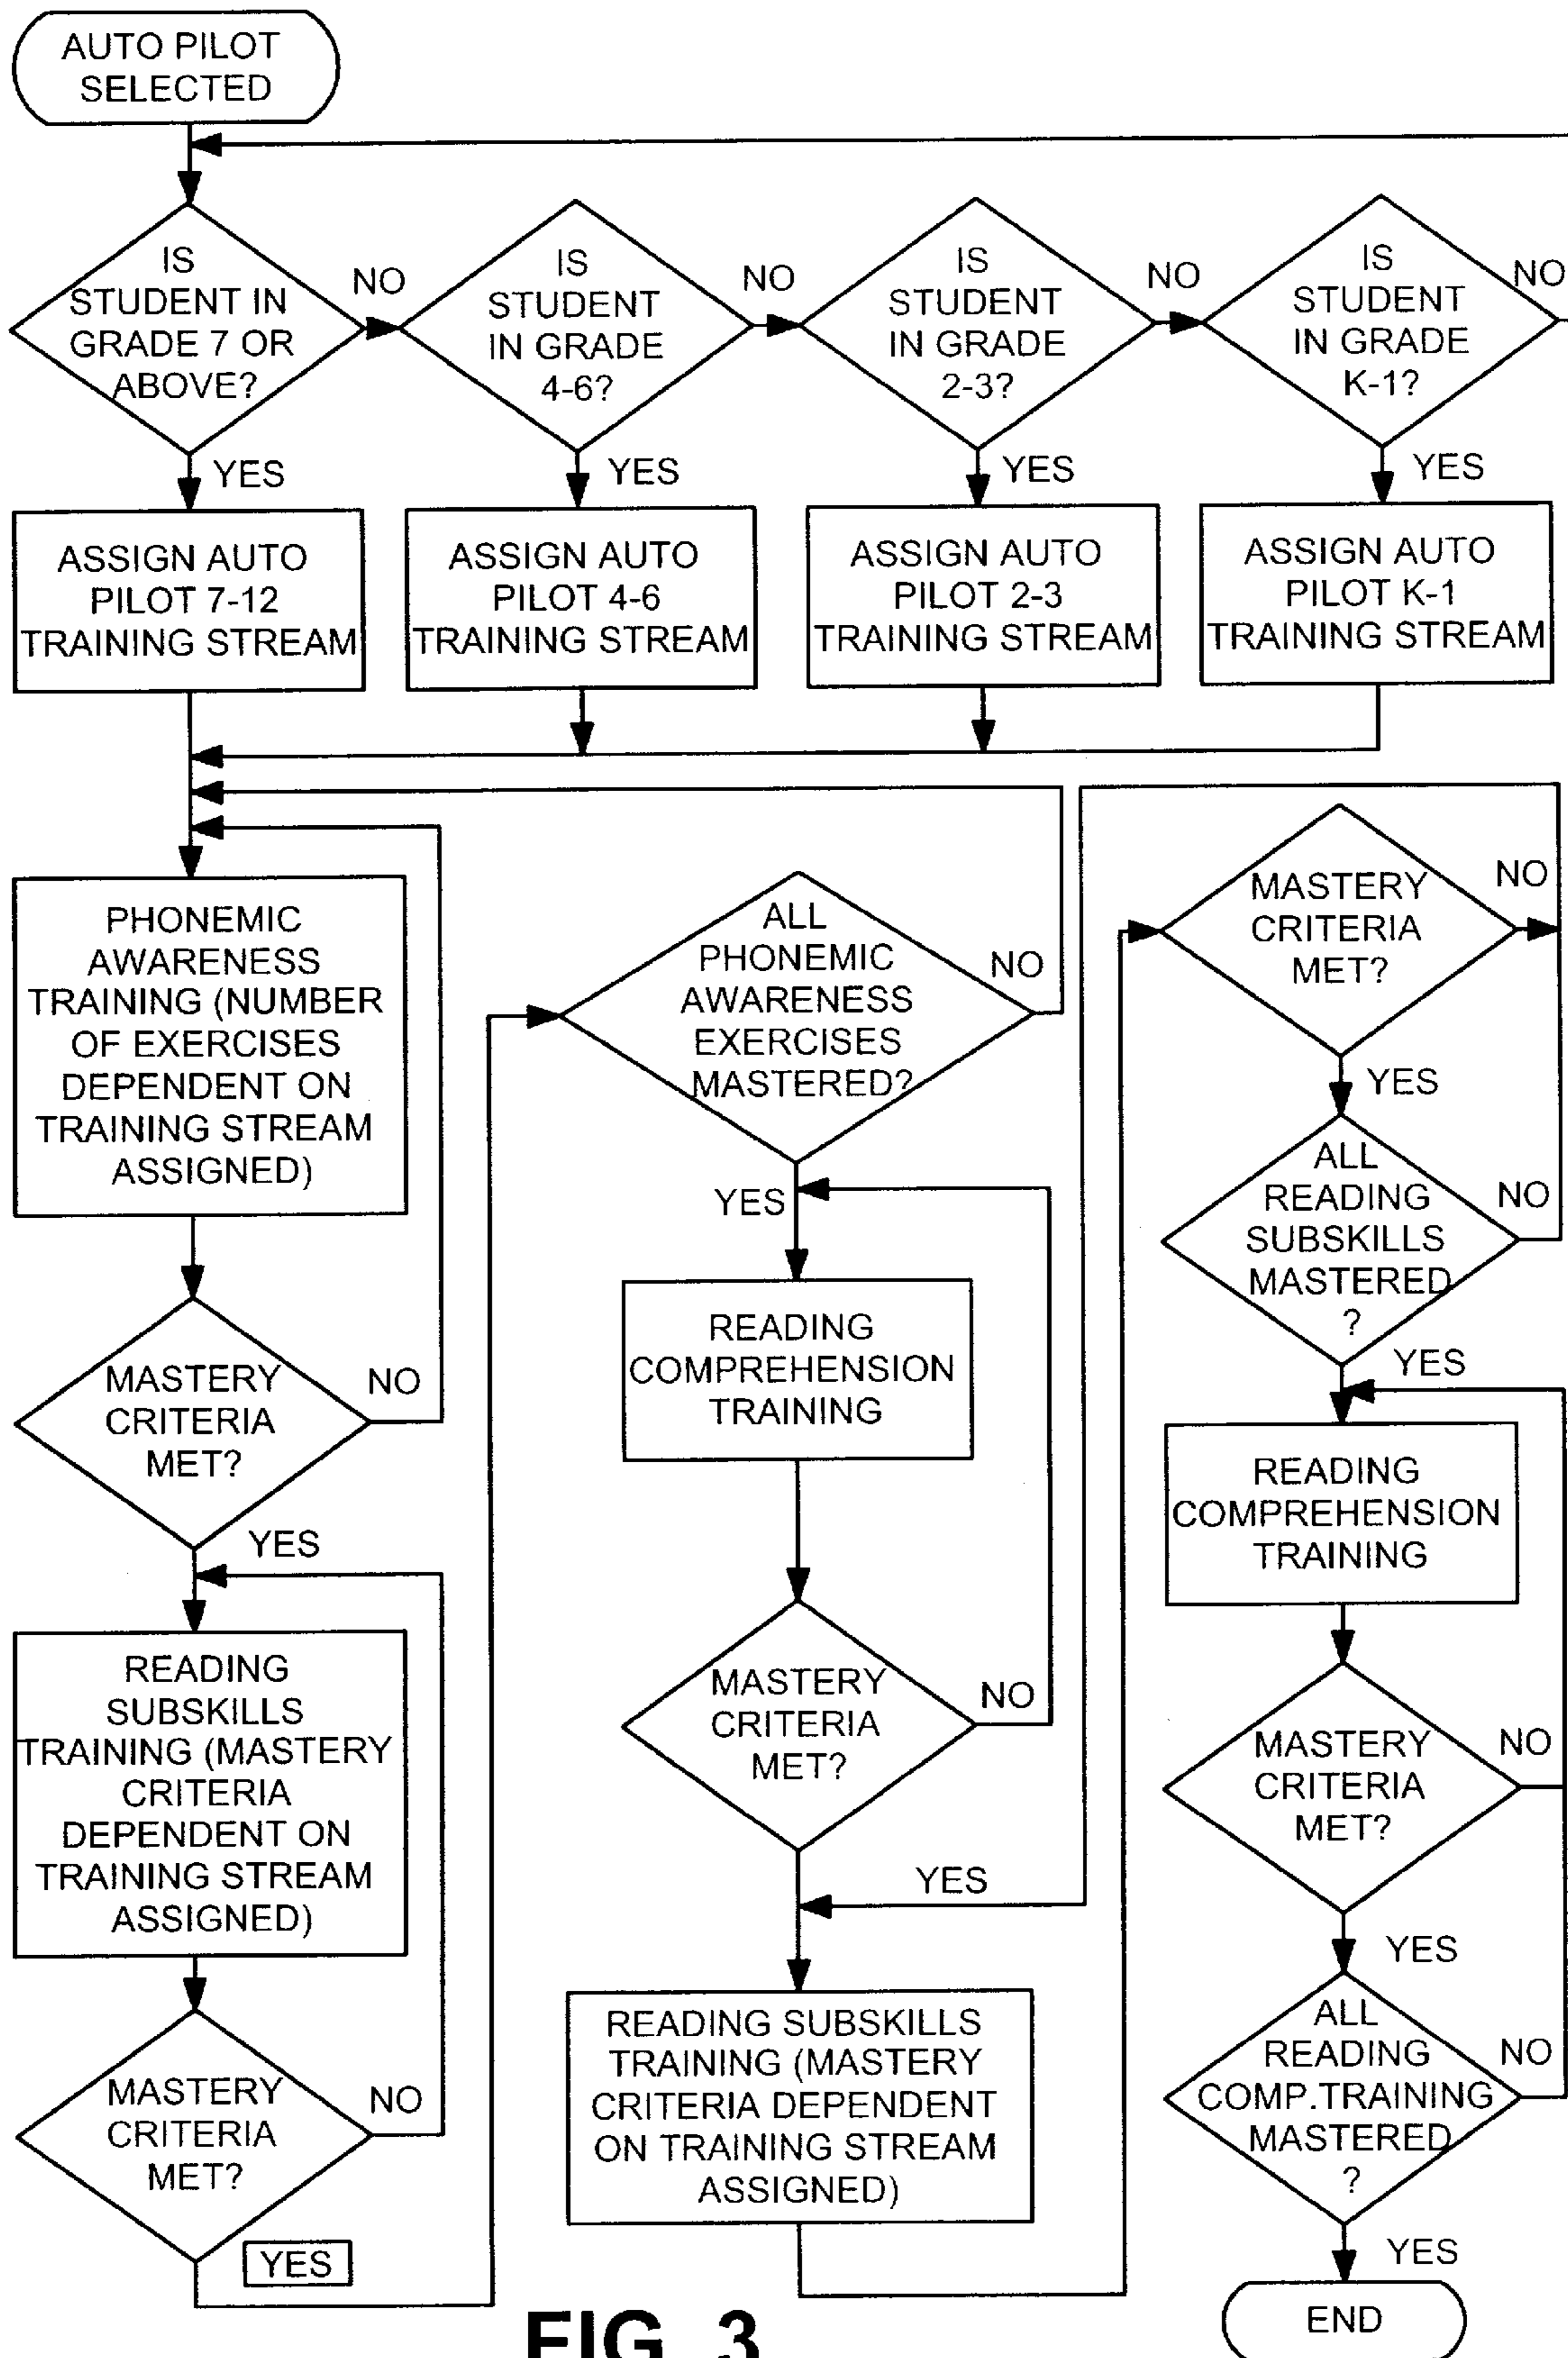 AUTO PILOT
SELECTED
IS
STUDENT IN
GRADE 7 OR
ABOVE?
NO
IS
STUDENT
IN GRADE
4-6?
NO
IS
STUDENT
IN GRADE
2-3?
NO
IS
STUDENT
IN GRADE
K-1?
NO
YES
YES
YES
YES
ASSIGN AUTO
PILOT 7-12
TRAINING STREAM
ASSIGN AUTO
PILOT 4-6
TRAINING STREAM
ASSIGN AUTO
PILOT 2-3
TRAINING STREAM
ASSIGN AUTO
PILOT K-1
TRAINING STREAM
PHONEMIC
AWARENESS
TRAINING (NUMBER
OF EXERCISES
DEPENDENT ON
TRAINING STREAM
ASSIGNED)
MASTERY
CRITERIA
MET?
NO
YES
READING
SUBSKILLS
TRAINING (MASTERY
CRITERIA
DEPENDENT ON
TRAINING STREAM
ASSIGNED)
MASTERY
CRITERIA
MET?
NO
YES
ALL
PHONEMIC
AWARENESS
EXERCISES
MASTERED?
NO
YES
READING
COMPREHENSION
TRAINING
MASTERY
CRITERIA
MET?
NO
YES
READING SUBSKILLS
TRAINING (MASTERY
CRITERIA DEPENDENT
ON TRAINING STREAM
ASSIGNED)
MASTERY
CRITERIA
MET?
NO
YES
ALL
READING
SUBSKILLS
MASTERED
?
NO
YES
READING
COMPREHENSION
TRAINING
MASTERY
CRITERIA
MET?
NO
YES
ALL
READING
COMP.TRAINING
MASTERED
?
NO
YES
END
FIG. 3